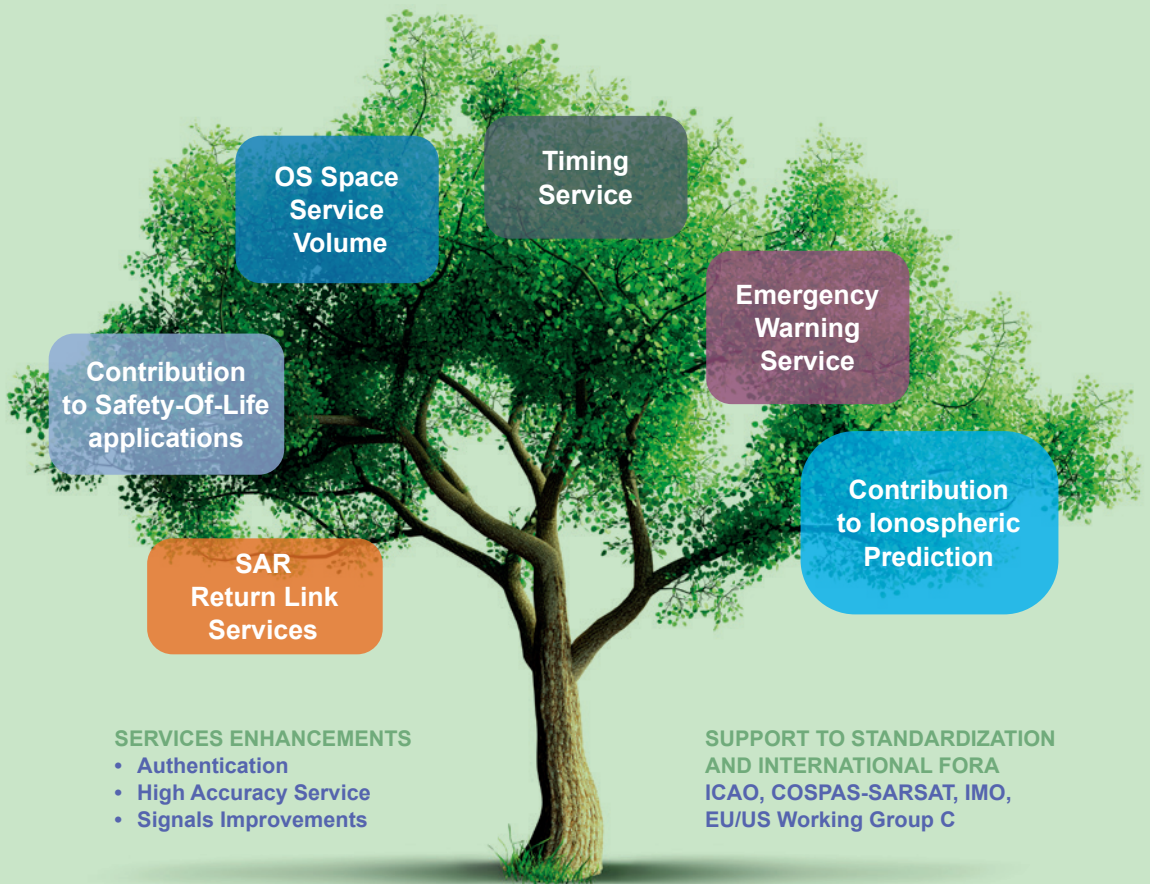 OS Space
Service
Volume
Timing
Service
Emergency
Warning
Service
Contribution
to Safety-Of-Life
applications
Contribution
to Ionospheric
Prediction
SAR
Return Link
Services
SERVICES ENHANCEMENTS
• Authentication
• High Accuracy Service
• Signals Improvements
SUPPORT TO STANDARDIZATION
AND INTERNATIONAL FORA
ICAO, COSPAS-SARSAT, IMO,
EU/US Working Group C